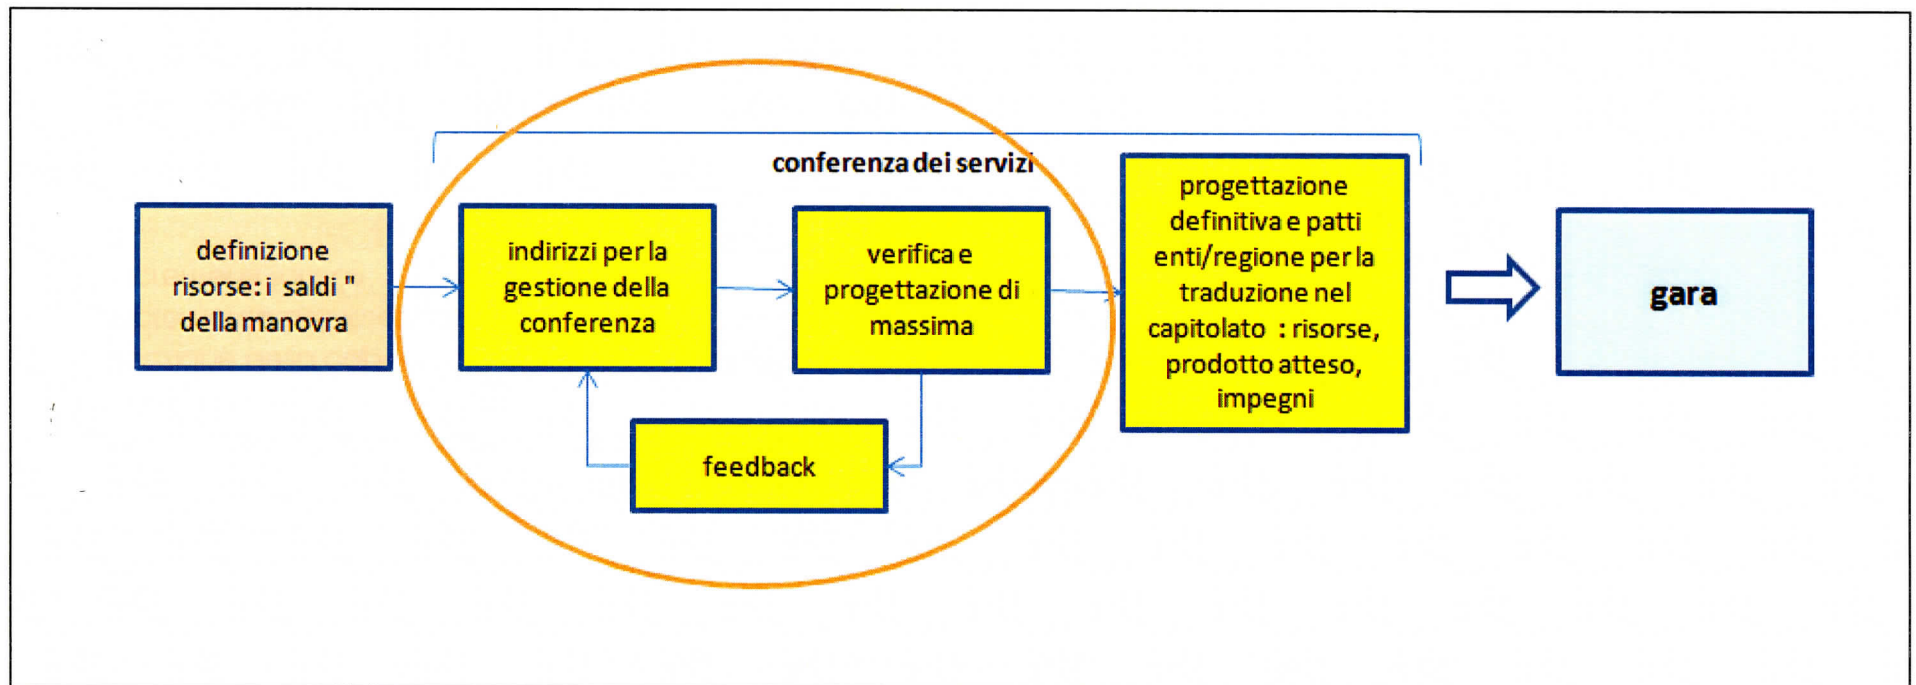 conferenza dei servizi
definizione
risorse: i saldi "
della manovra
indirizzi per la
gestione della
conferenza
verifica e
progettazione di
massima
progettazione
definitiva e patti
enti/regione per la
traduzione nel
capitolato : risorse,
prodotto atteso,
impegni
gara
feedback